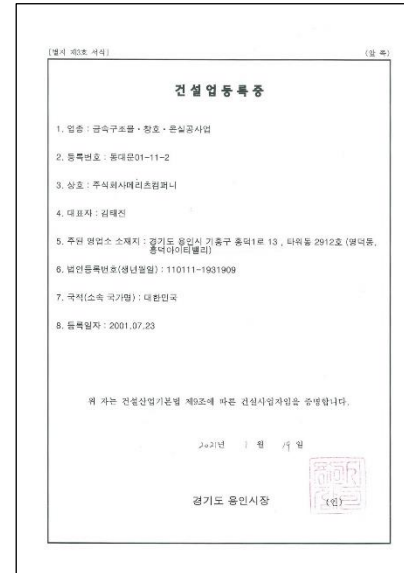 [별지 제3호 서식]
(앞 쪽)
건설업등록증
1. 업종 : 금속구조물・창호・온실공사업
2. 등록번호 : 동대문01-11-2
3. 상호 : 주식회사메리츠컴퍼니
4. 대표자 : 김태진
5. 주된 영업소 소재지 : 경기도 용인시 기흥구 흥덕1로 13 , 타워동 2912호 (영덕동,
흥덕아이티밸리)
6. 법인등록번호(생년월일) : 110111-1931909
7. 국적(소속 국가명) : 대한민국
8. 등록일자 : 2001.07.23
위 자는 건설산업기본법 제9조에 따른 건설사업자임을 증명합니다.
2021년 1 월 19 일
경기도 용인시장
(인)